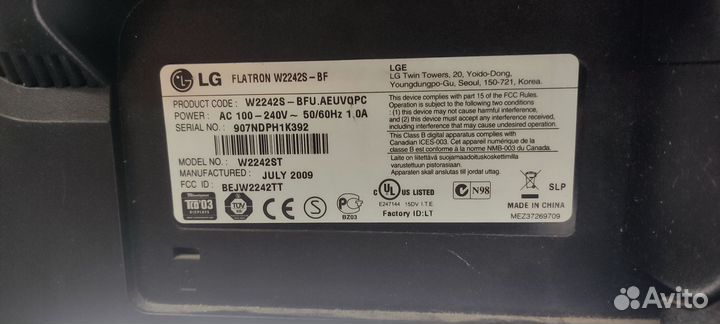 LG FLATRON W2242S-BF
PRODUCT CODE: W2242S-BFU.AEUVQPC
POWER: AC 100-240V~ 50/60Hz 1.0A
SERIAL NO.: 907NDPH1K392
MODEL NO.: W2242ST
MANUFACTURED: JULY 2009
FCC ID: BEJW2242TT
LGE
LG Twin Towers, 20, Yoido-Dong,
Youngdungpo-Gu, Seoul, 150-721, Korea.
This device complies with part 15 of the FCC Rules.
Operation is subject to the following two conditions
: (1) this device may not cause harmful interference,
and (2) this device must accept any interference
received, including interference that may cause
undesired operation.
This Class B digital apparatus complies with
Canadian ICES-003. Cet appareil numérique de la
classe B est conforme à la norme NMB-003 du Canada.
Laite on liitettävä suojamaadoituskoskettimilla
varustettuun pistorasiaan.
Apparaten skall anslutas till jordat uttag
TCO'03
DISPLAYS
TÜV
GS
CE
S
PG
BZ03
c UL US LISTED
E247144 15DV I.T.E.
Factory ID:LT
N98
SLP
MADE IN CHINA
MEZ37269709
Avito